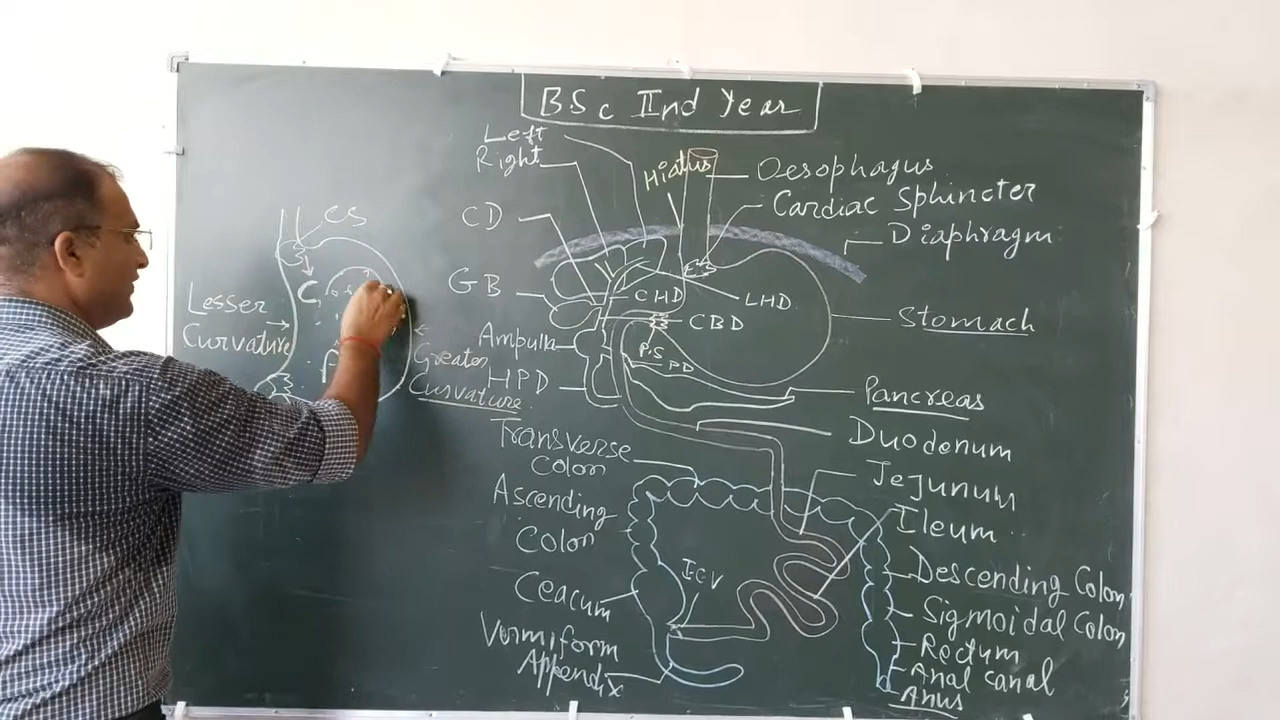 BSc IInd Year
Left
Right
Hiatus
Oesophagus
Cardiac Sphincter
Diaphragm
CS
CD
GB
C
CHD
LHD
CBD
Stomach
Lesser
Curvature
Greater
Curvature
Ampulla
HPD
P.S
PD
Pancreas
Duodenum
Transverse
Colon
Jejunum
Ileum
Ascending
Colon
ICV
Ceacum
Vermiform
Appendix
Descending Colon
Sigmoidal Colon
Rectum
Anal canal
Anus